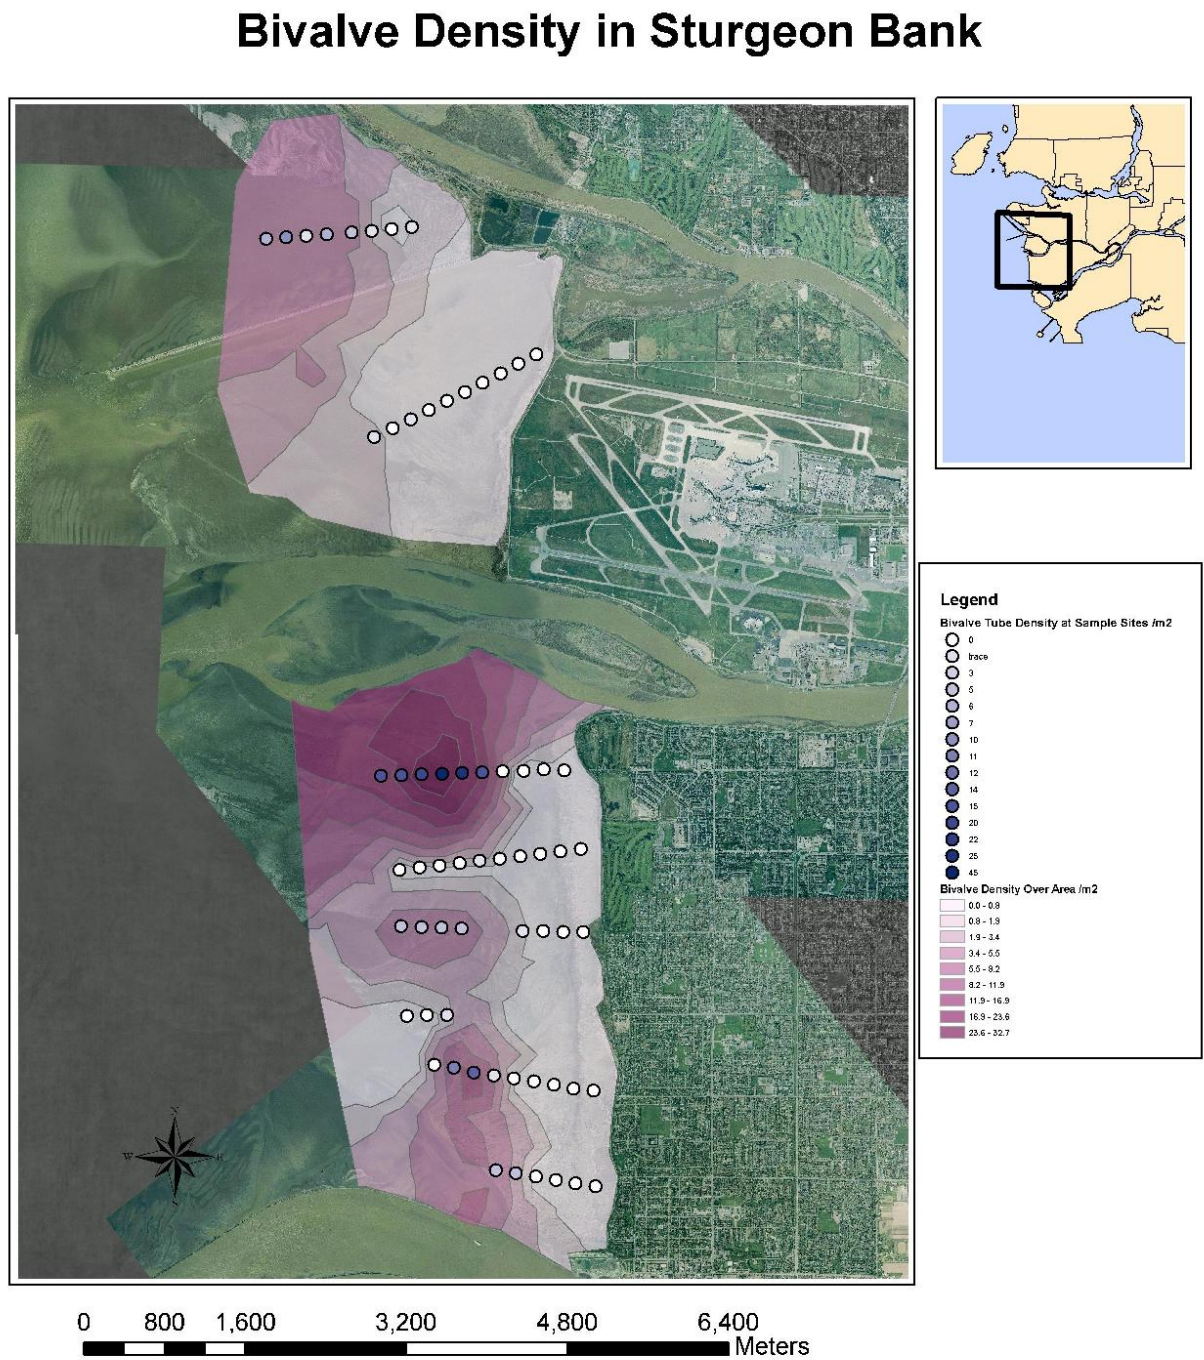 Bivalve Density in Sturgeon Bank
Legend
Bivalve Tube Density at Sample Sites /m2
0
trace
3
5
6
7
10
11
12
14
15
20
22
25
45
Bivalve Density Over Area /m2
0.0 - 0.8
0.8 - 1.9
1.9 - 3.4
3.4 - 5.5
5.5 - 8.2
8.2 - 11.9
11.9 - 16.9
16.9 - 23.6
23.6 - 32.7
N
W
0 800 1,600 3,200 4,800 6,400
Meters